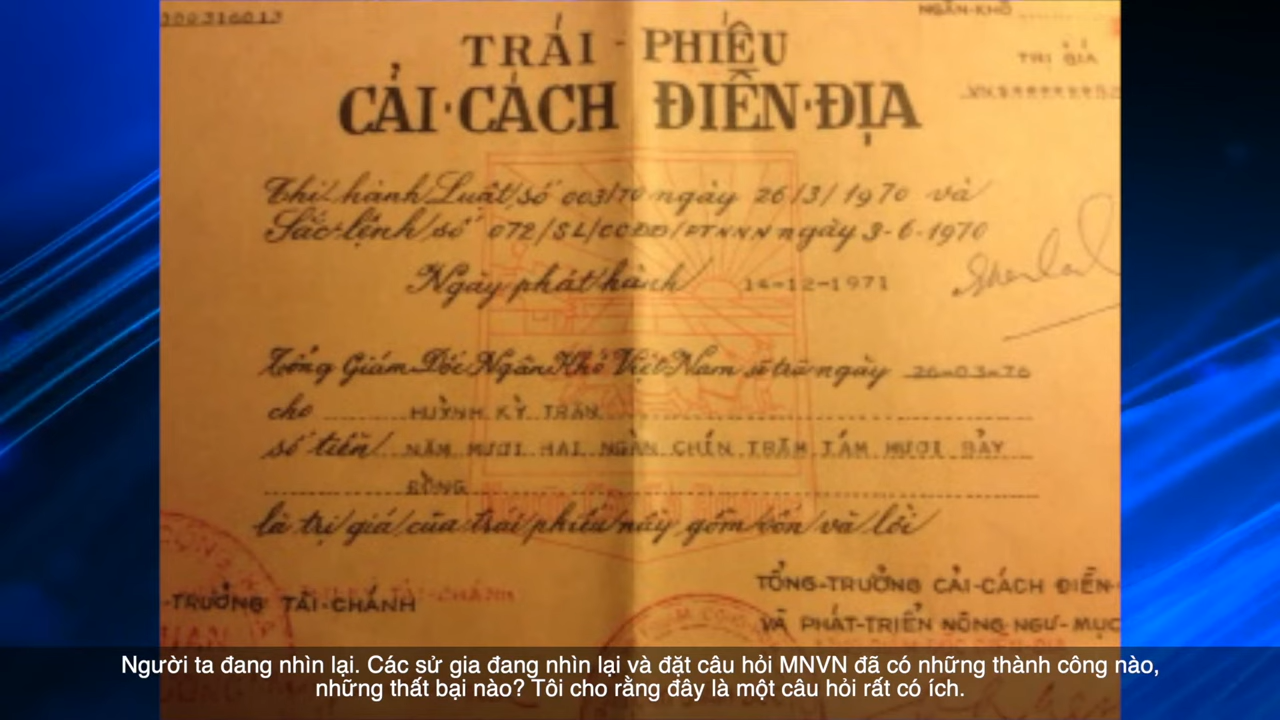 NGÂN-KHỐ
TRÁI-PHIẾU
TRỊ GIÁ
CẢI·CÁCH ĐIỀN·ĐỊA
Thi hành Luật số 003/70 ngày 26/3/1970 và
Sắc-lệnh số 072/SL/CCĐĐ/PTNNN ngày 3-6-1970
Ngày phát hành 14-12-1971
Tổng Giám Đốc Ngân Khố Việt Nam sẽ trả ngày 26-03-76
cho HUỲNH KỲ TRÂN
số tiền NĂM MƯƠI HAI NGÀN CHÍN TRĂM TÁM MƯƠI BẢY
ĐỒNG
là trị giá của trái phiếu này gồm vốn và lời
-TRƯỞNG TÀI-CHÁNH
TỔNG-TRƯỞNG CẢI-CÁCH ĐIỀN-
VÀ PHÁT-TRIỂN NÔNG NGƯ-MỤC
Người ta đang nhìn lại. Các sử gia đang nhìn lại và đặt câu hỏi MNVN đã có những thành công nào,
những thất bại nào? Tôi cho rằng đây là một câu hỏi rất có ích.